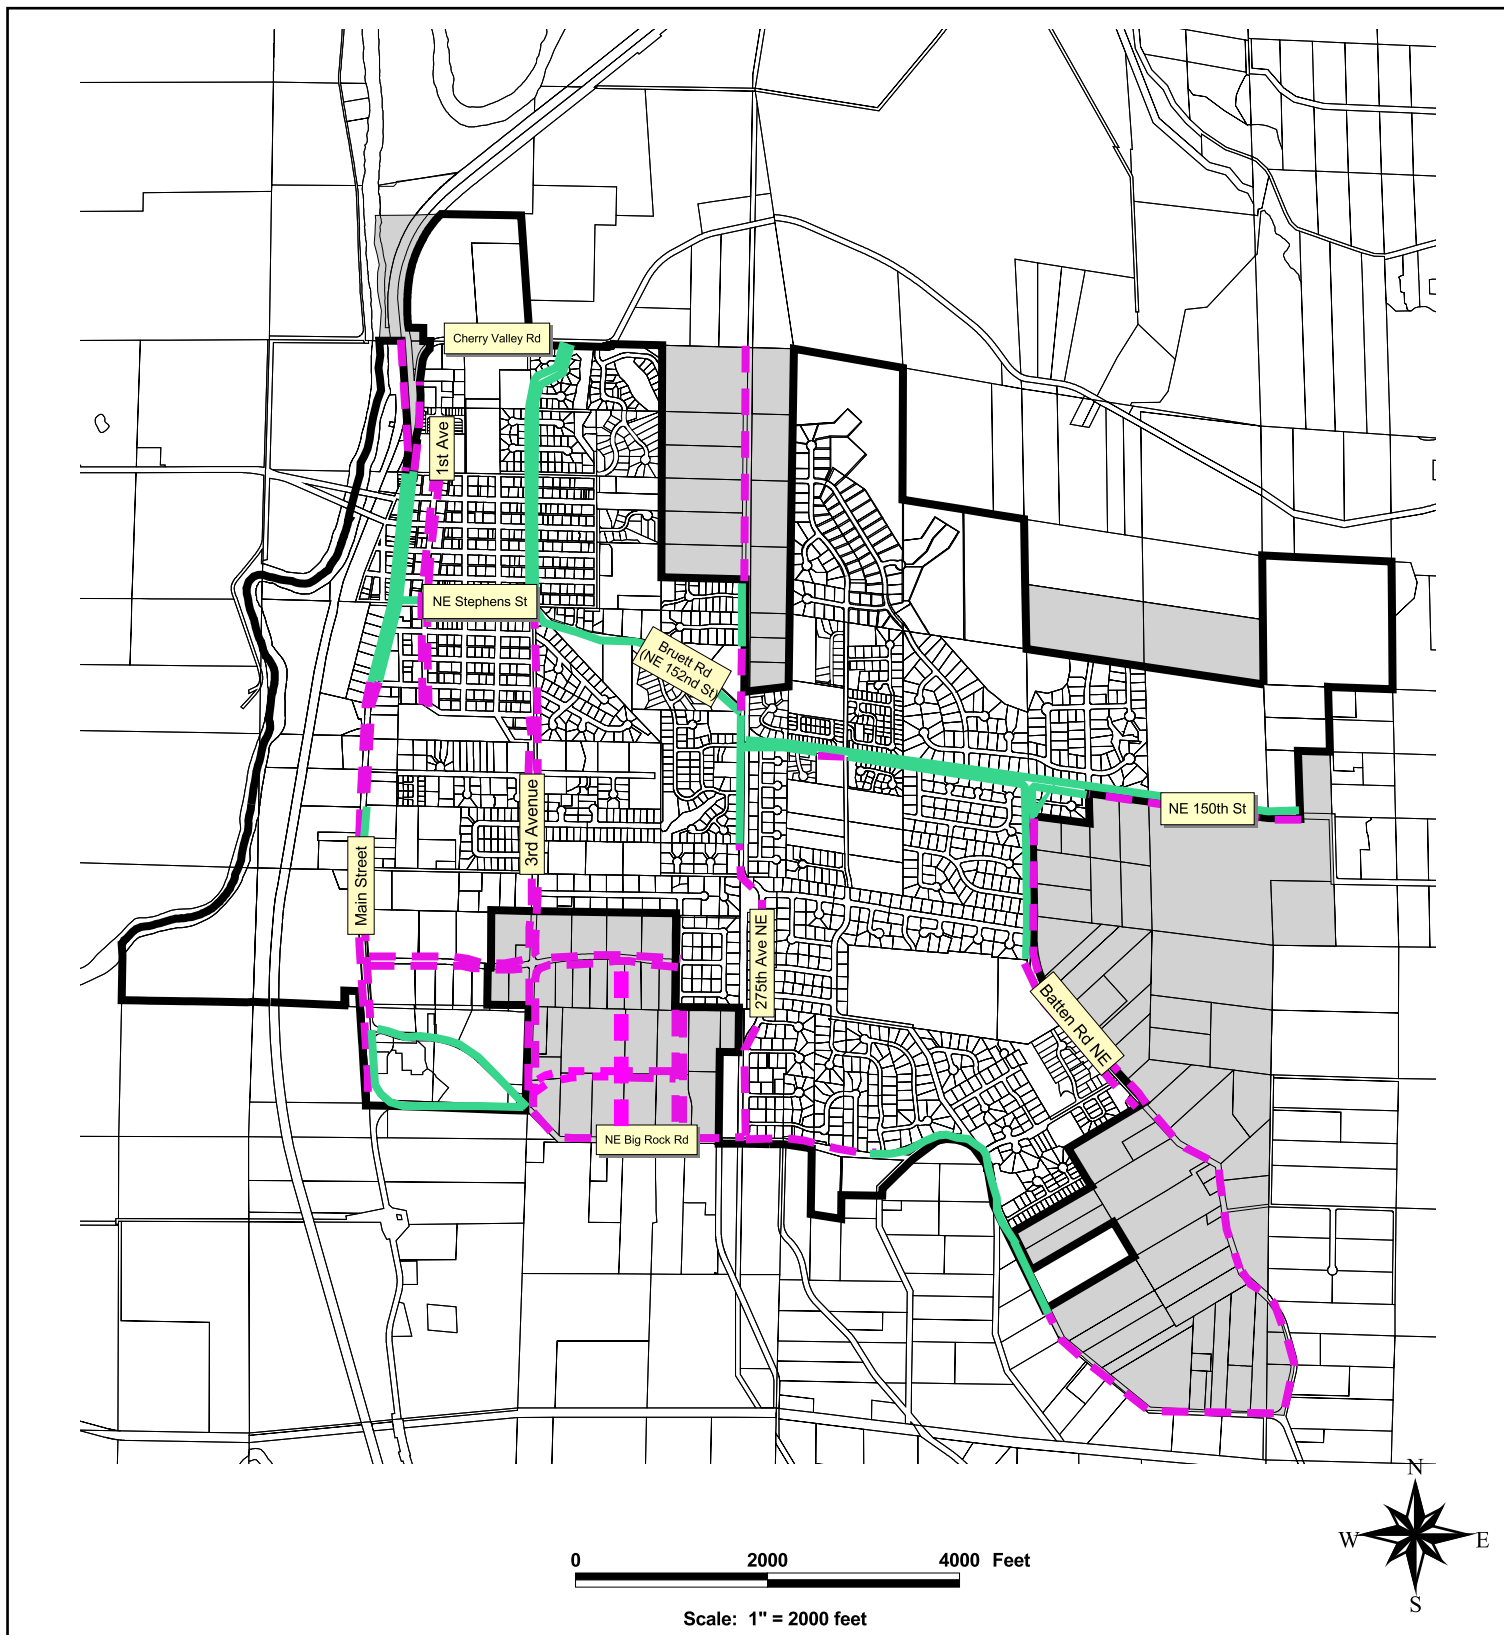 Cherry Valley Rd
1st Ave
NE Stephens St
Bruett Rd
(NE 152nd St)
3rd Avenue
NE 150th St
Main Street
275th Ave NE
Batten Rd NE
NE Big Rock Rd
N
W
E
S
0 2000 4000 Feet
Scale: 1" = 2000 feet